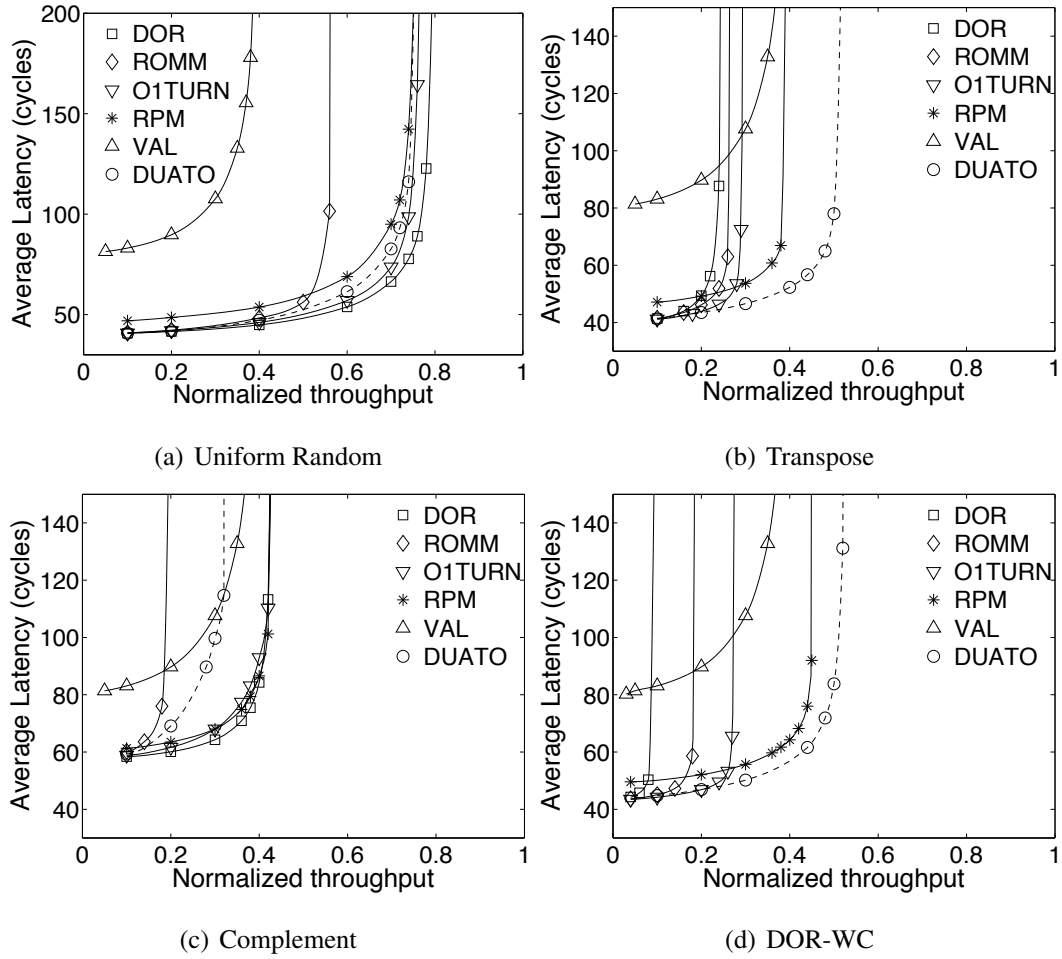 200
150
100
50
0 0.2 0.4 0.6 0.8 1
Average Latency (cycles)
Normalized throughput
DOR
ROMM
O1TURN
RPM
VAL
DUATO
(a) Uniform Random
140
120
100
80
60
40
0 0.2 0.4 0.6 0.8 1
Average Latency (cycles)
Normalized throughput
DOR
ROMM
O1TURN
RPM
VAL
DUATO
(b) Transpose
140
120
100
80
60
40
0 0.2 0.4 0.6 0.8 1
Average Latency (cycles)
Normalized throughput
DOR
ROMM
O1TURN
RPM
VAL
DUATO
(c) Complement
140
120
100
80
60
40
0 0.2 0.4 0.6 0.8 1
Average Latency (cycles)
Normalized throughput
DOR
ROMM
O1TURN
RPM
VAL
DUATO
(d) DOR-WC